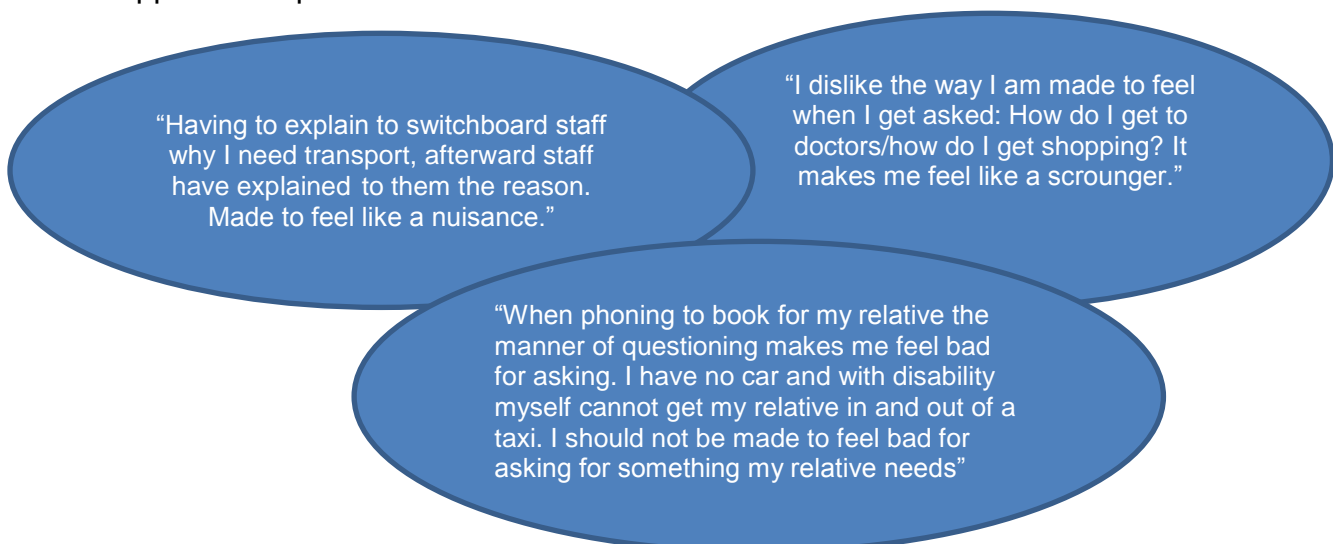 “Having to explain to switchboard staff
why I need transport, afterward staff
have explained to them the reason.
Made to feel like a nuisance.”
“I dislike the way I am made to feel
when I get asked: How do I get to
doctors/how do I get shopping? It
makes me feel like a scrounger.”
“When phoning to book for my relative the
manner of questioning makes me feel bad
for asking. I have no car and with disability
myself cannot get my relative in and out of a
taxi. I should not be made to feel bad for
asking for something my relative needs”